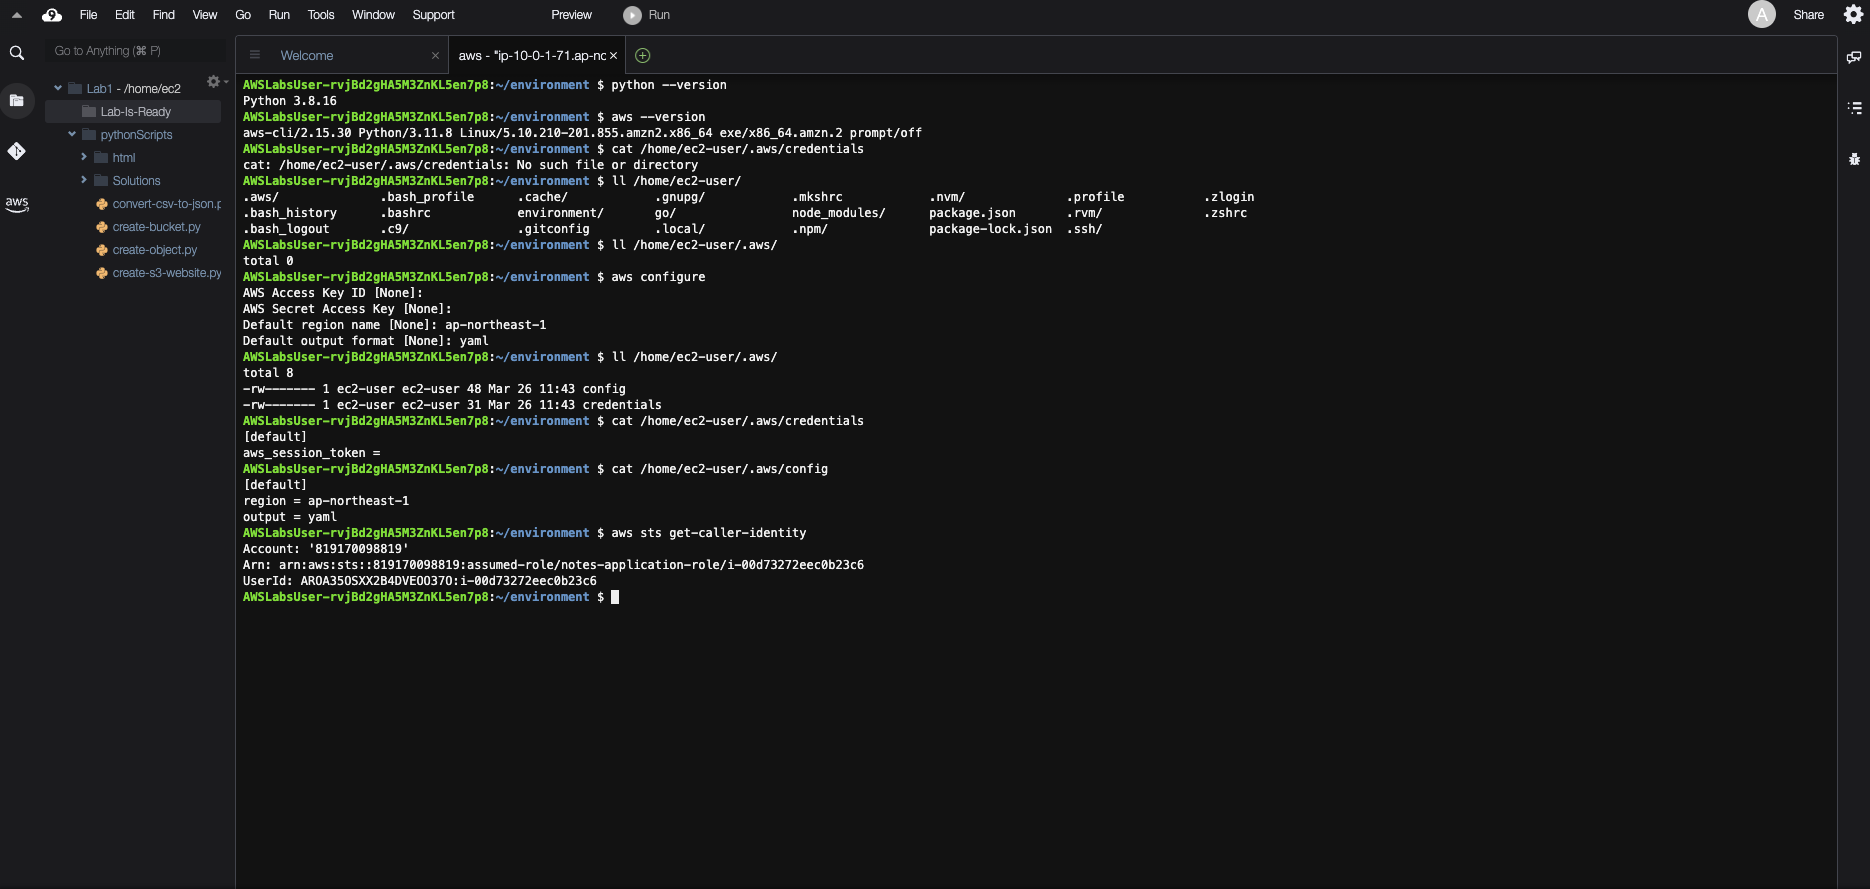 File Edit Find View Go Run Tools Window Support Preview Run A Share
Go to Anything (⌘ P)
Welcome
aws - "ip-10-0-1-71.ap-nc
Lab1 - /home/ec2
Lab-Is-Ready
pythonScripts
html
Solutions
convert-csv-to-json.p
create-bucket.py
create-object.py
create-s3-website.py
aws
AWSLabsUser-rvjBd2gHA5M3ZnKL5en7p8:~/environment $ python --version
Python 3.8.16
AWSLabsUser-rvjBd2gHA5M3ZnKL5en7p8:~/environment $ aws --version
aws-cli/2.15.30 Python/3.11.8 Linux/5.10.210-201.855.amzn2.x86_64 exe/x86_64.amzn.2 prompt/off
AWSLabsUser-rvjBd2gHA5M3ZnKL5en7p8:~/environment $ cat /home/ec2-user/.aws/credentials
cat: /home/ec2-user/.aws/credentials: No such file or directory
AWSLabsUser-rvjBd2gHA5M3ZnKL5en7p8:~/environment $ ll /home/ec2-user/
.aws/ .bash_profile .cache/ .gnupg/ .mkshrc .nvm/ .profile .zlogin
.bash_history .bashrc environment/ go/ node_modules/ package.json .rvm/ .zshrc
.bash_logout .c9/ .gitconfig .local/ .npm/ package-lock.json .ssh/
AWSLabsUser-rvjBd2gHA5M3ZnKL5en7p8:~/environment $ ll /home/ec2-user/.aws/
total 0
AWSLabsUser-rvjBd2gHA5M3ZnKL5en7p8:~/environment $ aws configure
AWS Access Key ID [None]:
AWS Secret Access Key [None]:
Default region name [None]: ap-northeast-1
Default output format [None]: yaml
AWSLabsUser-rvjBd2gHA5M3ZnKL5en7p8:~/environment $ ll /home/ec2-user/.aws/
total 8
-rw------- 1 ec2-user ec2-user 48 Mar 26 11:43 config
-rw------- 1 ec2-user ec2-user 31 Mar 26 11:43 credentials
AWSLabsUser-rvjBd2gHA5M3ZnKL5en7p8:~/environment $ cat /home/ec2-user/.aws/credentials
[default]
aws_session_token =
AWSLabsUser-rvjBd2gHA5M3ZnKL5en7p8:~/environment $ cat /home/ec2-user/.aws/config
[default]
region = ap-northeast-1
output = yaml
AWSLabsUser-rvjBd2gHA5M3ZnKL5en7p8:~/environment $ aws sts get-caller-identity
Account: '819170098819'
Arn: arn:aws:sts::819170098819:assumed-role/notes-application-role/i-00d73272eec0b23c6
UserId: AROA35OSXX2B4DVEOO37O:i-00d73272eec0b23c6
AWSLabsUser-rvjBd2gHA5M3ZnKL5en7p8:~/environment $